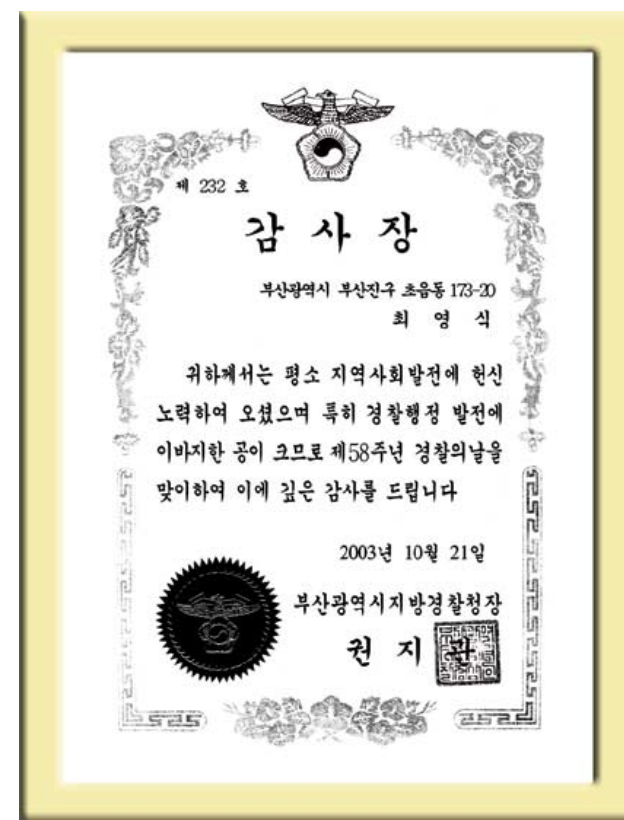 제 232 호
감 사 장
부산광역시 부산진구 초읍동 173-20
최 영 식
귀하께서는 평소 지역사회발전에 헌신
노력하여 오셨으며 특히 경찰행정 발전에
이바지한 공이 크므로 제58주년 경찰의날을
맞이하여 이에 깊은 감사를 드립니다
2003년 10월 21일
부산광역시지방경찰청장
권 지 관